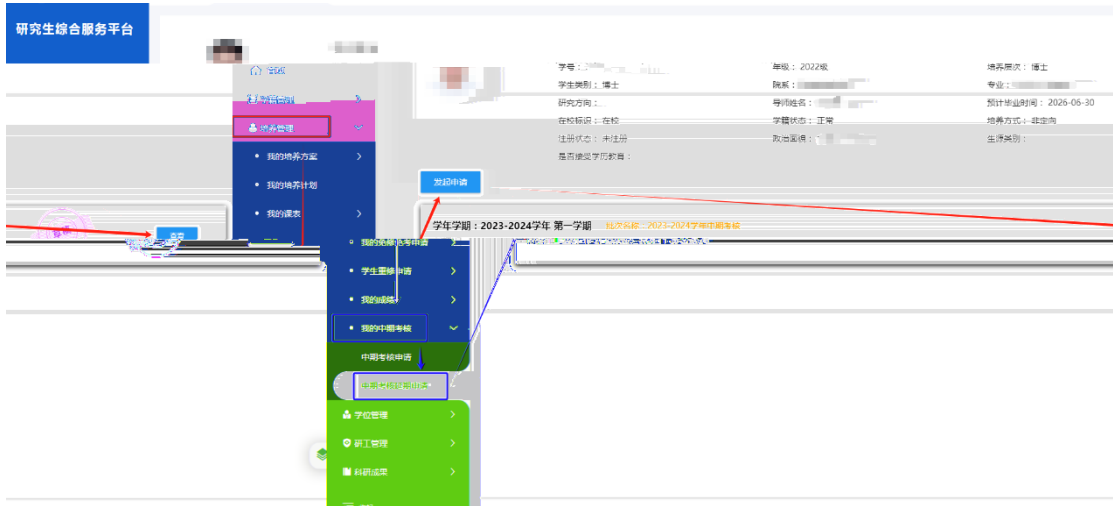 研究生综合服务平台
学号：
年级： 2022级
培养层次： 博士
学生类别： 博士
院系：
专业：
研究方向：
导师姓名：
预计毕业时间： 2026-06-30
在校标识： 在校
学籍状态： 正常
培养方式： 非定向
注册状态： 未注册
政治面貌：
生源类别：
是否接受学历教育：
培养管理
我的培养方案
我的培养计划
我的课表
发起申请
学年学期：2023-2024学年 第一学期
批次名称：2023-2024学年中期考核
学生重修申请
我的成绩
我的中期考核
中期考核申请
中期考核延期申请
学位管理
研工管理
科研成果